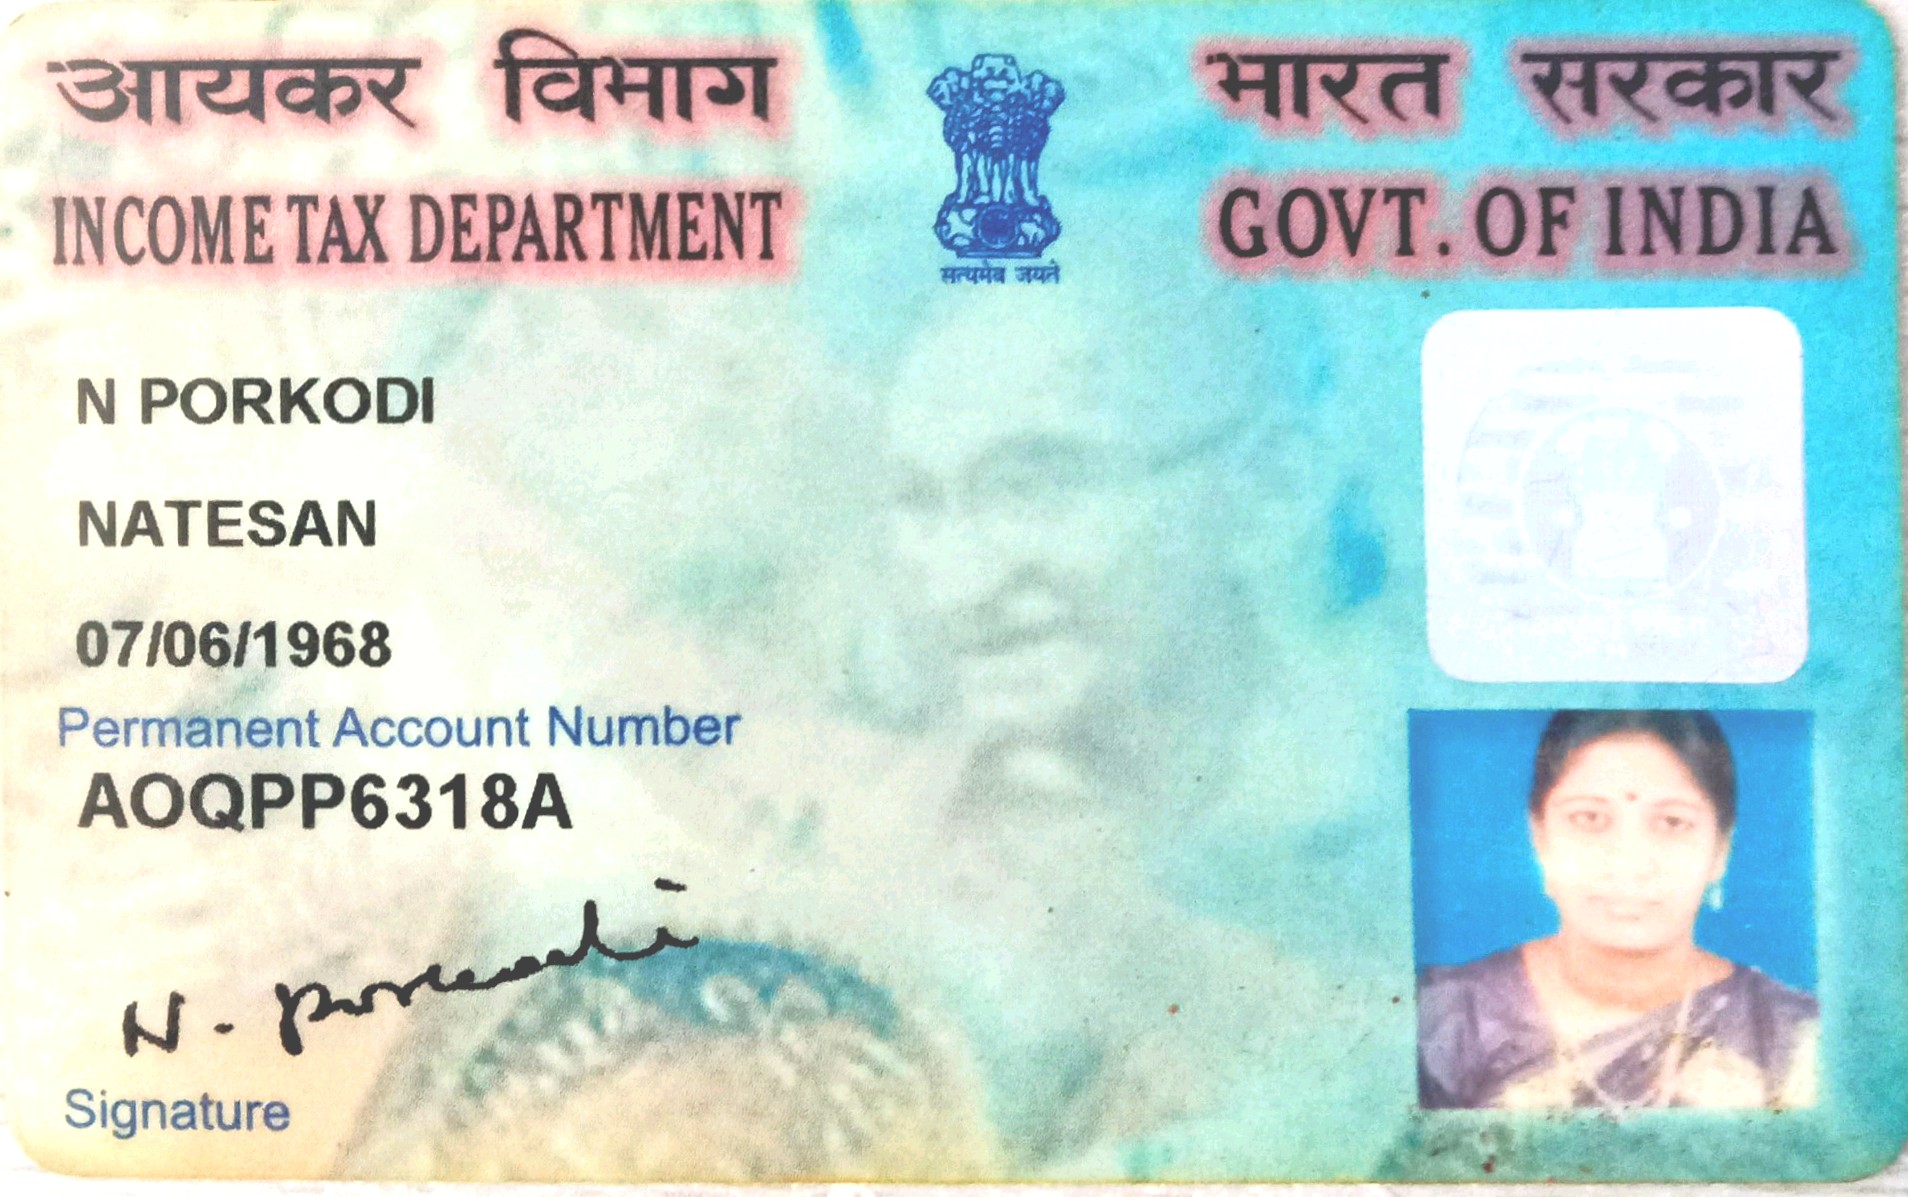 आयकर विभाग
INCOME TAX DEPARTMENT
सत्यमेव जयते
भारत सरकार
GOVT. OF INDIA
N PORKODI
NATESAN
07/06/1968
Permanent Account Number
AOQPP6318A
N. Porkodi
Signature